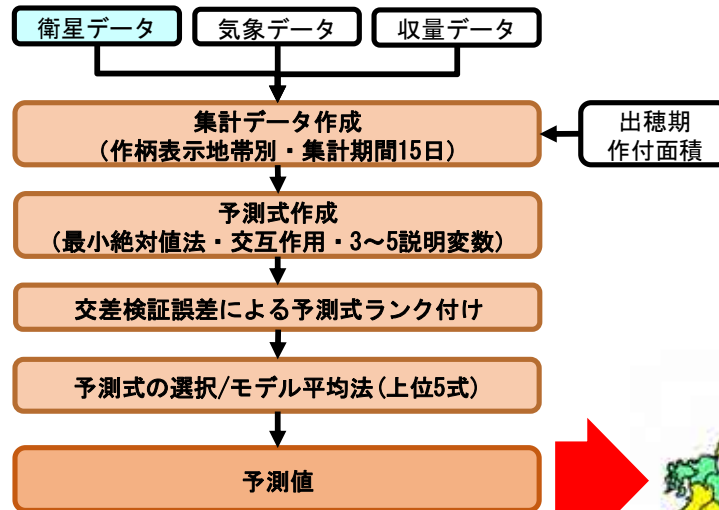 衛星データ
気象データ
収量データ
集計データ作成
(作柄表示地帯別・集計期間15日)
出穂期
作付面積
予測式作成
(最小絶対値法・交互作用・3～5説明変数)
交差検証誤差による予測式ランク付け
予測式の選択/モデル平均法(上位5式)
予測値